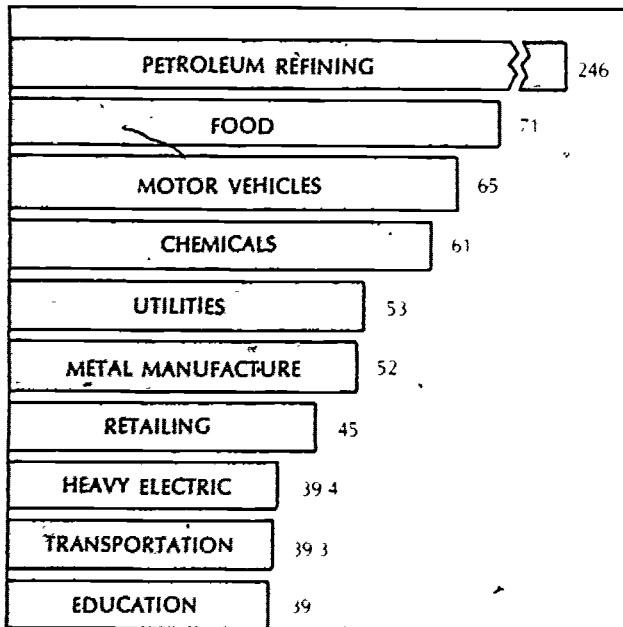 PETROLEUM REFINING 246
FOOD 71
MOTOR VEHICLES 65
CHEMICALS 61
UTILITIES 53
METAL MANUFACTURE 52
RETAILING 45
HEAVY ELECTRIC 39 4
TRANSPORTATION 39 3
EDUCATION 39